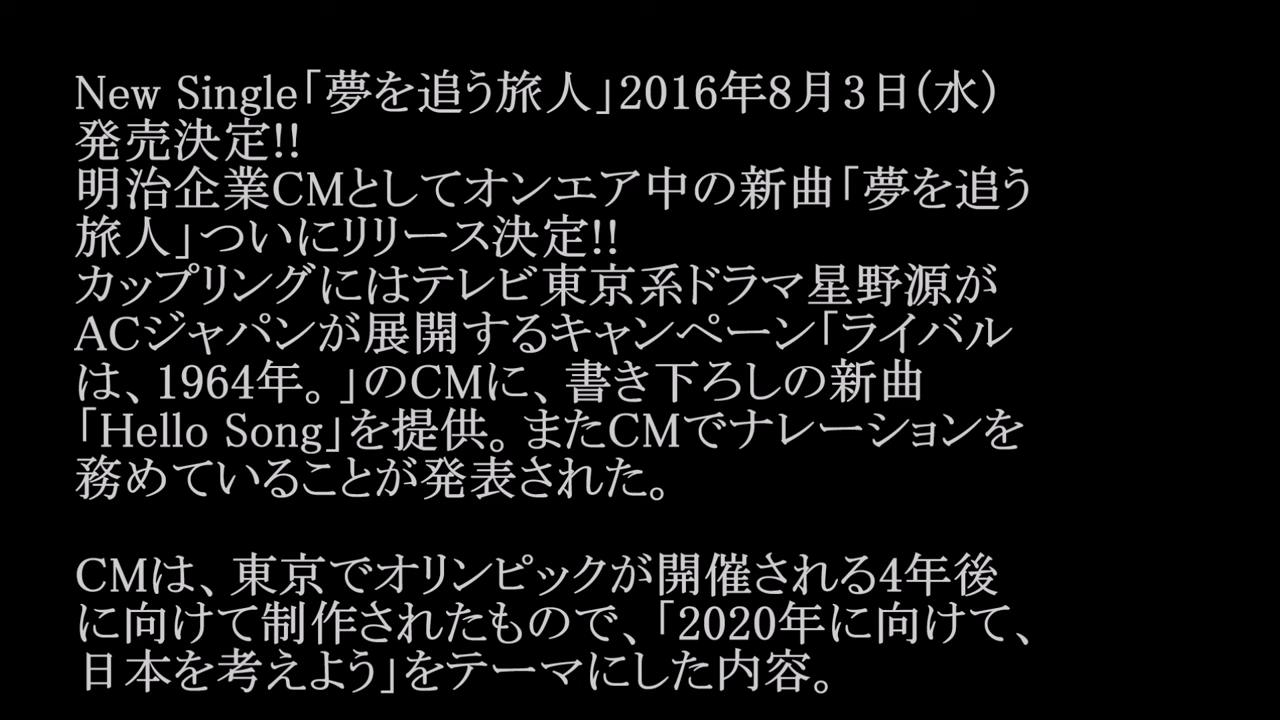 New Single「夢を追う旅人」2016年8月3日(水)
発売決定!!
明治企業CMとしてオンエア中の新曲「夢を追う
旅人」ついにリリース決定!!
カップリングにはテレビ東京系ドラマ星野源が
ACジャパンが展開するキャンペーン「ライバル
は、1964年。」のCMに、書き下ろしの新曲
「Hello Song」を提供。またCMでナレーションを
務めていることが発表された。
CMは、東京でオリンピックが開催される4年後
に向けて制作されたもので、「2020年に向けて、
日本を考えよう」をテーマにした内容。